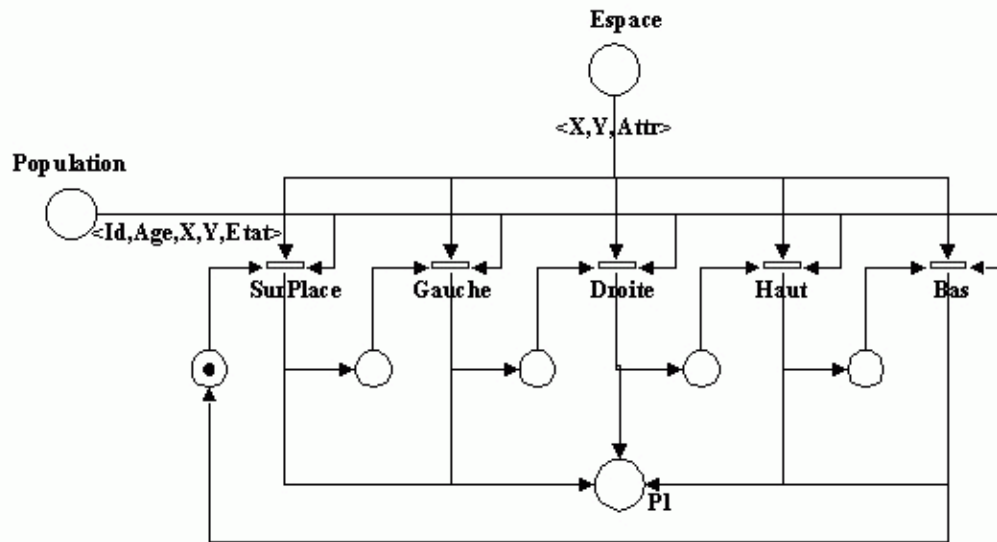 Espace
<X,Y,Attr>
Population
<Id,Age,X,Y,Etat>
SurPlace
Gauche
Droite
Haut
Bas
P1